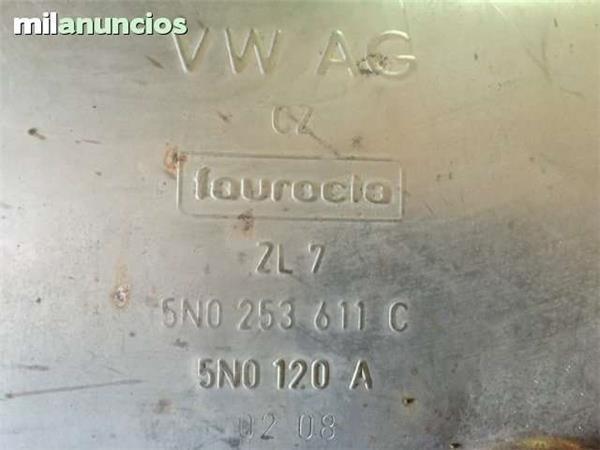 milanuncios
VW AG
CZ
faurecia
ZL 7
5N0 253 611 C
5N0 120 A
02 08